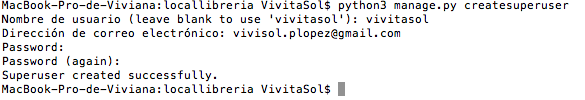 MacBook-Pro-de-Viviana:locallibreria VivitaSol$ python3 manage.py createsuperuser
Nombre de usuario (leave blank to use 'vivitasol'): vivitasol
Dirección de correo electrónico: vivisol.plopez@gmail.com
Password:
Password (again):
Superuser created successfully.
MacBook-Pro-de-Viviana:locallibreria VivitaSol$